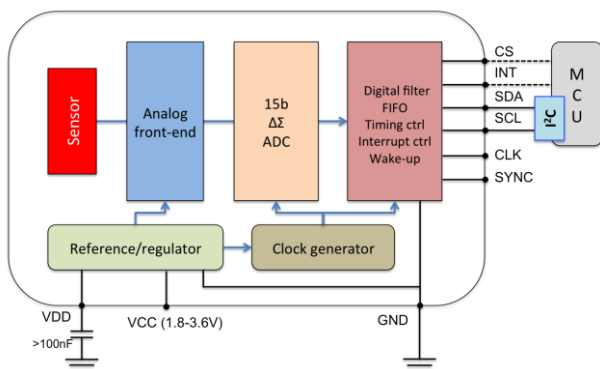 CS
INT
SDA
SCL
CLK
SYNC
M
C
U
I²C
Sensor
Analog
front-end
15b
ΔΣ
ADC
Digital filter
FIFO
Timing ctrl
Interrupt ctrl
Wake-up
Reference/regulator
Clock generator
VDD
VCC (1.8-3.6V)
GND
>100nF